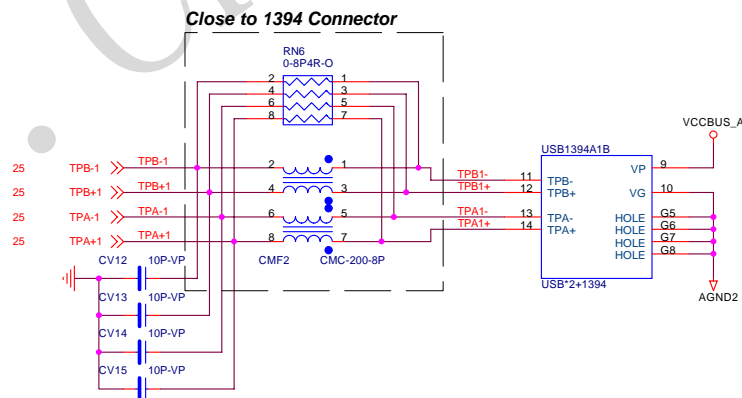 Close to 1394 Connector
RN6
0-8P4R-O
2 1
4 3
6 5
8 7
VCCBUS_A
USB1394A1B
25 TPB-1 TPB-1 2 1 TPB1- 11 TPB- VP 9
25 TPB+1 TPB+1 4 3 TPB1+ 12 TPB+ VG 10
25 TPA-1 TPA-1 6 5 TPA1- 13 TPA- HOLE G5
25 TPA+1 TPA+1 8 7 TPA1+ 14 TPA+ HOLE G6
HOLE G7
HOLE G8
CV12 10P-VP CMF2 CMC-200-8P
USB*2+1394
CV13 10P-VP
AGND2
CV14 10P-VP
CV15 10P-VP